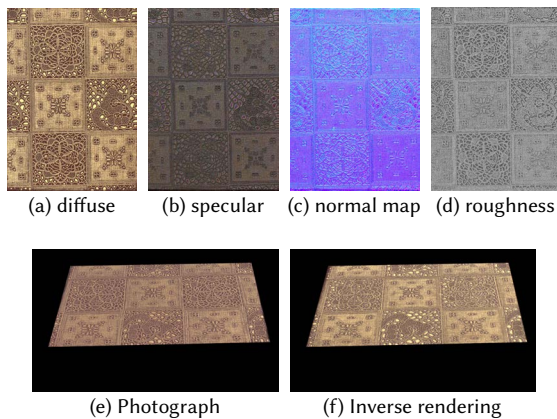 (a) diffuse (b) specular (c) normal map (d) roughness
(e) Photograph (f) Inverse rendering